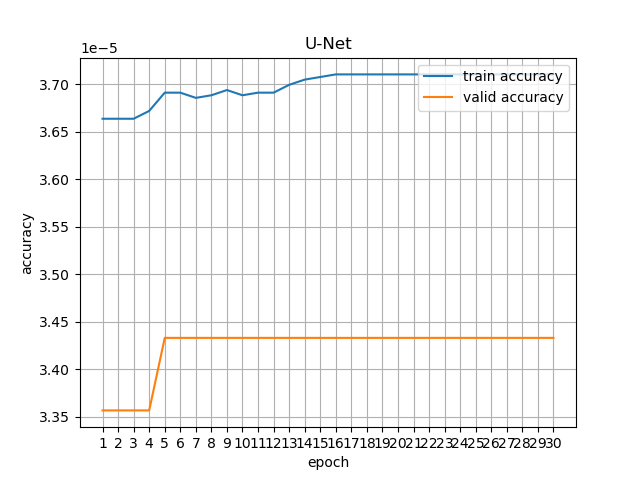 U-Net
1e−5
train accuracy
valid accuracy
3.70
3.65
3.60
3.55
3.50
3.45
3.40
3.35
accuracy
1 2 3 4 5 6 7 8 9 10 11 12 13 14 15 16 17 18 19 20 21 22 23 24 25 26 27 28 29 30
epoch